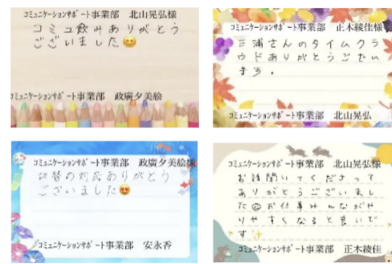 コミュニケーションサポート事業部 北山晃弘様
コミュ飲みありがとう
ございました😊
コミュニケーションサポート事業部 政廣夕美絵
コミュニケーションサポート事業部 正木綾佳様
三浦さんのタイムクラ
ウドありがとうござい
ます。
コミュニケーションサポート事業部 北山晃弘
コミュニケーションサポート事業部 政廣夕美絵様
対応ありがとう
ございました😍
コミュニケーションサポート事業部 安永香
コミュニケーションサポート事業部 北山晃弘様
お話聞いてくださって
ありがとうございまし
た😊お仕事みんながや
りやすくなると良いで
す✨
コミュニケーションサポート事業部 正木綾佳